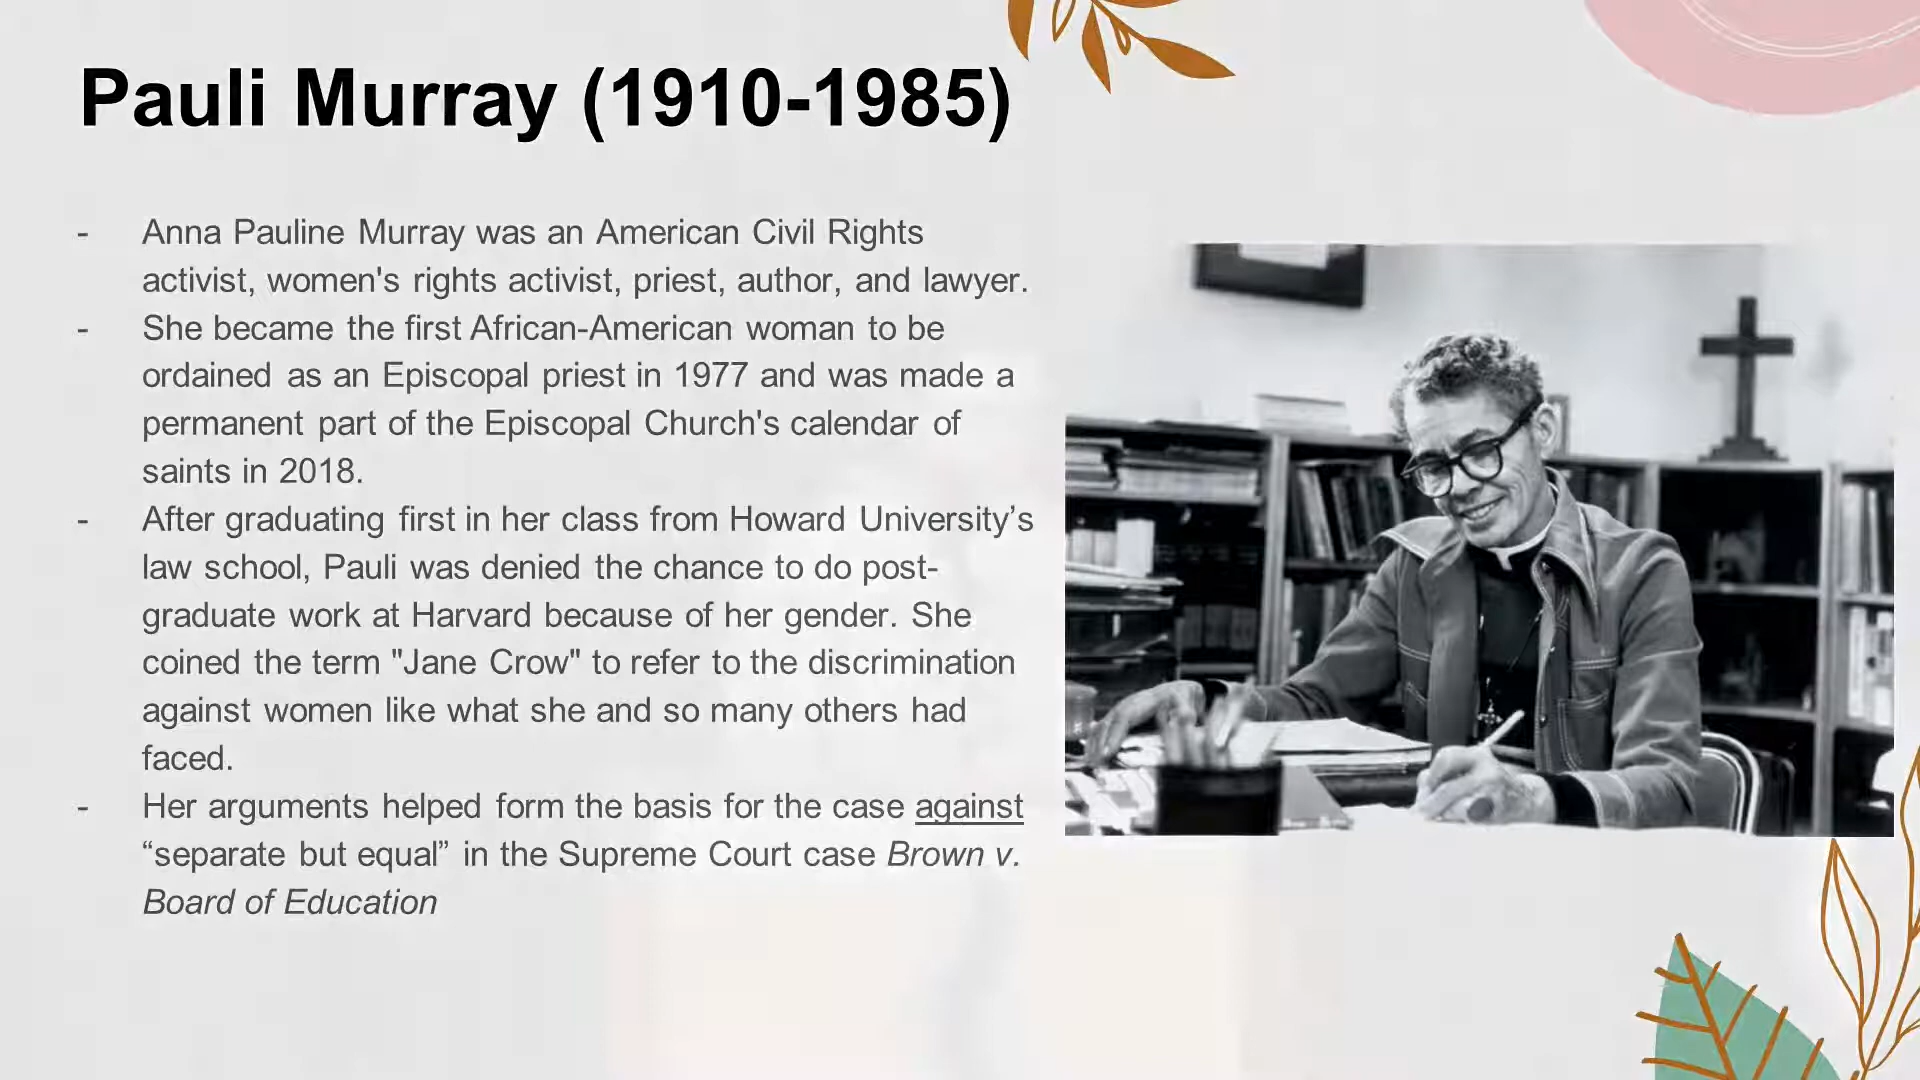 Pauli Murray (1910-1985)
- Anna Pauline Murray was an American Civil Rights
activist, women's rights activist, priest, author, and lawyer.
- She became the first African-American woman to be
ordained as an Episcopal priest in 1977 and was made a
permanent part of the Episcopal Church's calendar of
saints in 2018.
- After graduating first in her class from Howard University’s
law school, Pauli was denied the chance to do post-
graduate work at Harvard because of her gender. She
coined the term "Jane Crow" to refer to the discrimination
against women like what she and so many others had
faced.
- Her arguments helped form the basis for the case against
“separate but equal” in the Supreme Court case Brown v.
Board of Education